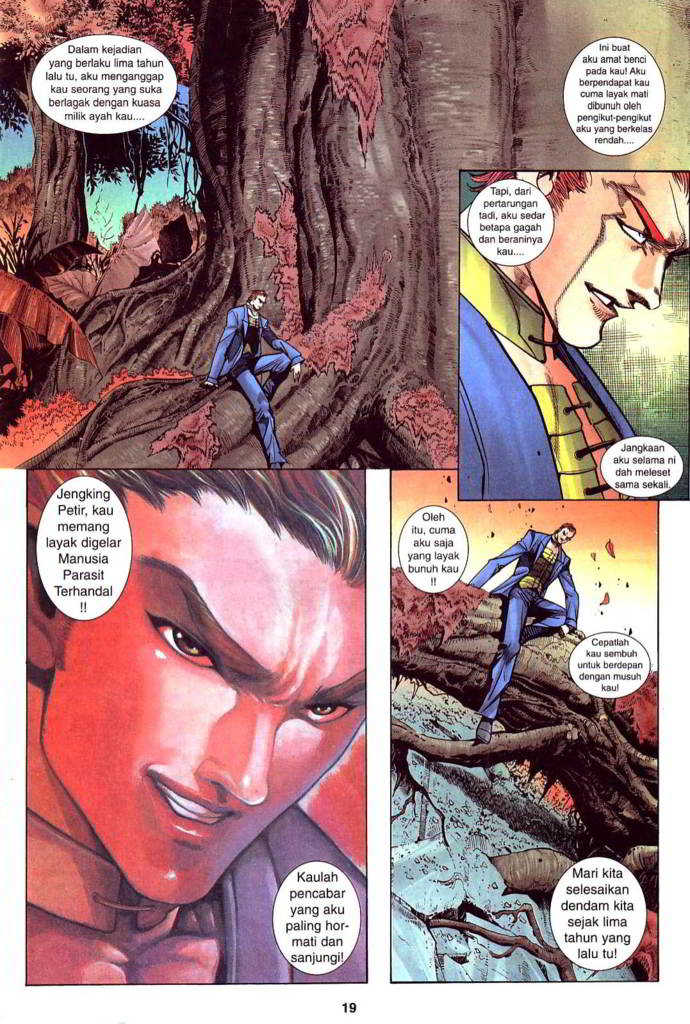 Dalam kejadian
yang berlaku lima tahun
lalu tu, aku menganggap
kau seorang yang suka
berlagak dengan kuasa
milik ayah kau....
Ini buat
aku amat benci
pada kau! Aku
berpendapat kau
cuma layak mati
dibunuh oleh
pengikut-pengikut
aku yang berkelas
rendah....
Tapi, dari
pertarungan
tadi, aku sedar
betapa gagah
dan beraninya
kau....
Jangkaan
aku selama ni
dah meleset
sama sekali.
Jengking
Petir, kau
memang
layak digelar
Manusia
Parasit
Terhandal
!!
Kaulah
pencabar
yang aku
paling hor-
mati dan
sanjungi!
Oleh
itu, cuma
aku saja
yang layak
bunuh kau
!!
Cepatlah
kau sembuh
untuk berdepan
dengan musuh
kau!
Mari kita
selesaikan
dendam kita
sejak lima
tahun yang
lalu tu!
19